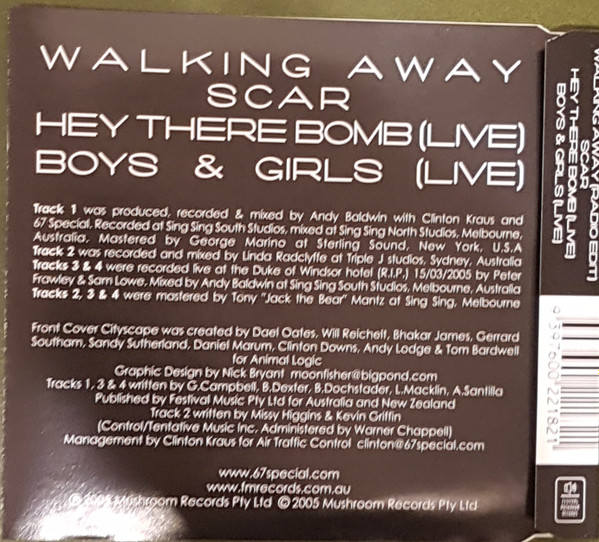 WALKING AWAY
SCAR
HEY THERE BOMB (LIVE)
BOYS & GIRLS (LIVE)
Track 1 was produced, recorded & mixed by Andy Baldwin with Clinton Kraus and
67 Special. Recorded at Sing Sing South Studios, mixed at Sing Sing North Studios, Melbourne,
Australia. Mastered by George Marino at Sterling Sound, New York, U.S.A
Track 2 was recorded and mixed by Linda Radclyffe at Triple J studios, Sydney, Australia
Tracks 3 & 4 were recorded live at the Duke of Windsor hotel (R.I.P.) 15/03/2005 by Peter
Frawley & Sam Lowe. Mixed by Andy Baldwin at Sing Sing South Studios, Melbourne, Australia
Tracks 2, 3 & 4 were mastered by Tony "Jack the Bear" Mantz at Sing Sing, Melbourne
Front Cover Cityscape was created by Dael Oates, Will Reichelt, Bhakar James, Gerrard
Southam, Sandy Sutherland, Daniel Marum, Clinton Downs, Andy Lodge & Tom Bardwell
for Animal Logic
Graphic Design by Nick Bryant moonfisher@bigpond.com
Tracks 1, 3 & 4 written by G.Campbell, B.Dexter, B.Dochstader, L.Macklin, A.Santilla
Published by Festival Music Pty Ltd for Australia and New Zealand
Track 2 written by Missy Higgins & Kevin Griffin
(Control/Tentative Music Inc, Administered by Warner Chappell)
Management by Clinton Kraus for Air Traffic Control clinton@67special.com
www.67special.com
www.fmrecords.com.au
℗ 2005 Mushroom Records Pty Ltd © 2005 Mushroom Records Pty Ltd
WALKING AWAY (RADIO EDIT)
SCAR
HEY THERE BOMB (LIVE)
BOYS & GIRLS (LIVE)
9397600221821